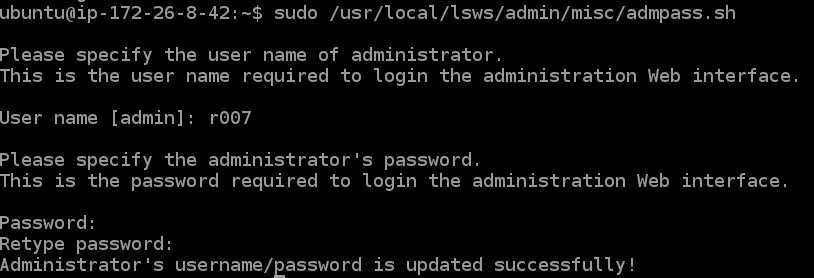 ubuntu@ip-172-26-8-42:~$ sudo /usr/local/lsws/admin/misc/admpass.sh
Please specify the user name of administrator.
This is the user name required to login the administration Web interface.
User name [admin]: r007
Please specify the administrator's password.
This is the password required to login the administration Web interface.
Password:
Retype password:
Administrator's username/password is updated successfully!